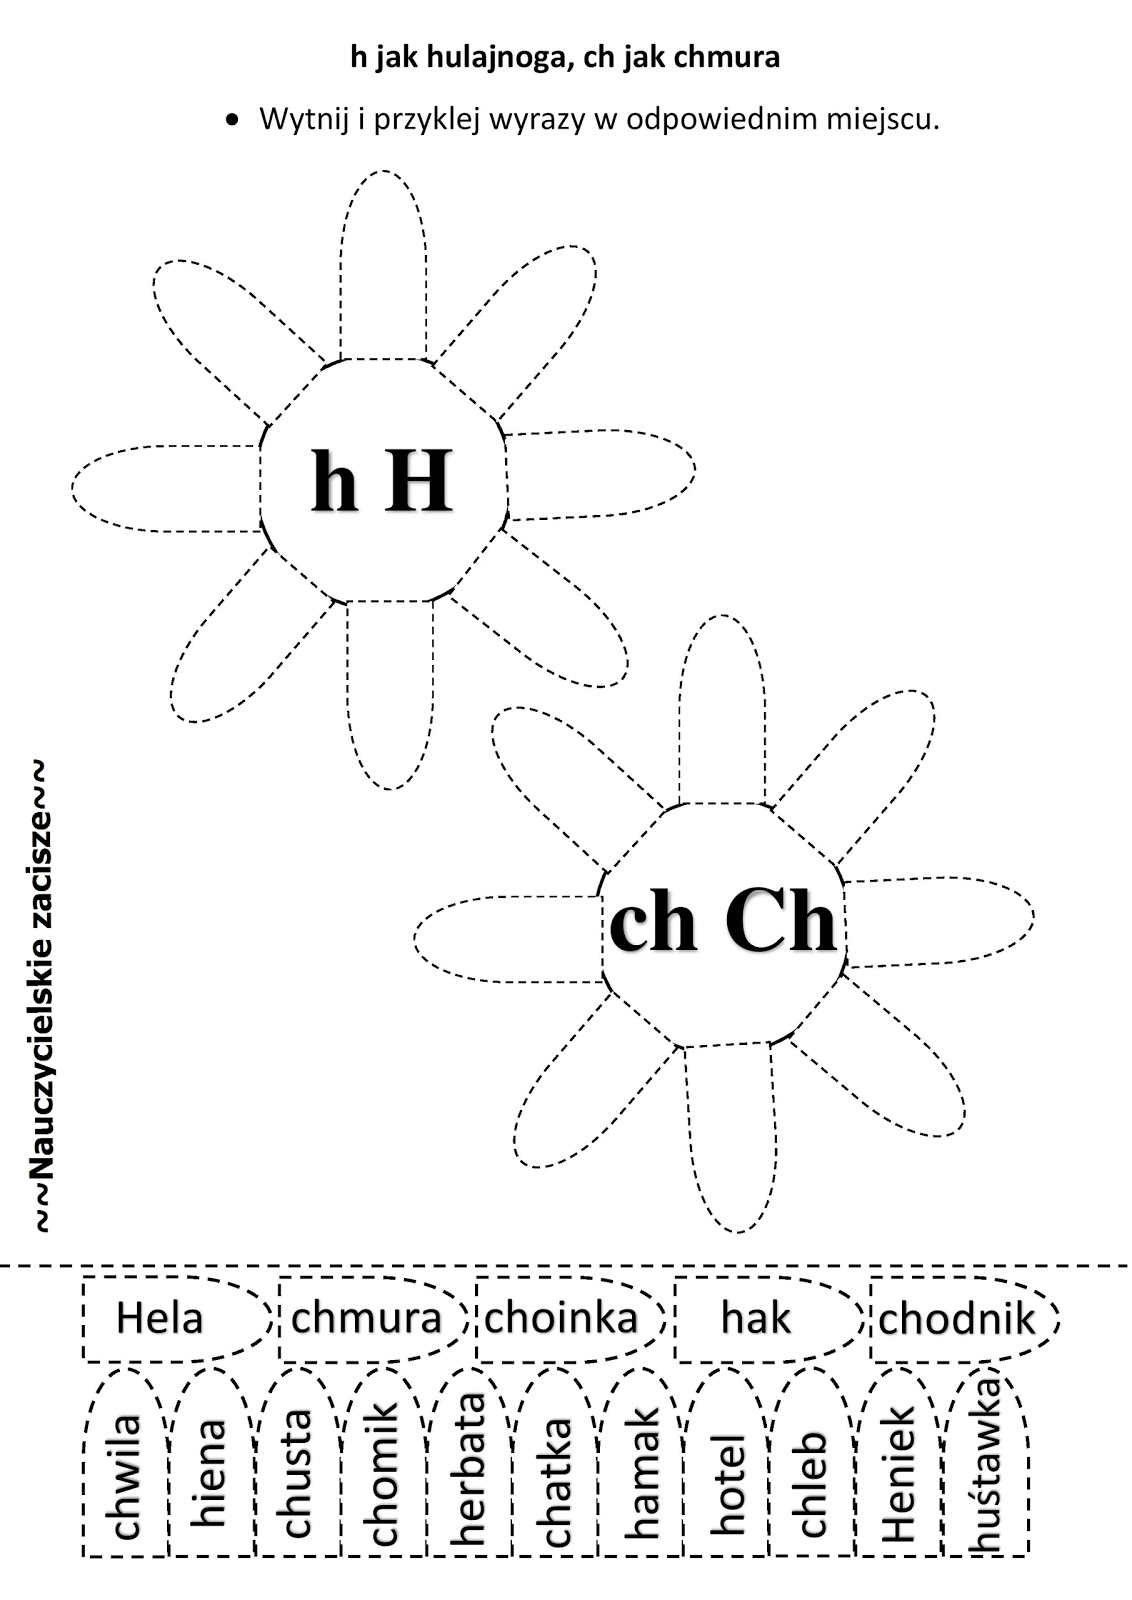 h jak hulajnoga, ch jak chmura
• Wytnij i przyklej wyrazy w odpowiednim miejscu.
h H
ch Ch
~~Nauczycielskie zacisze~~
Hela
chmura
choinka
hak
chodnik
chwila
hiena
chusta
chomik
herbata
chatka
hamak
hotel
chleb
Heniek
huśtawka